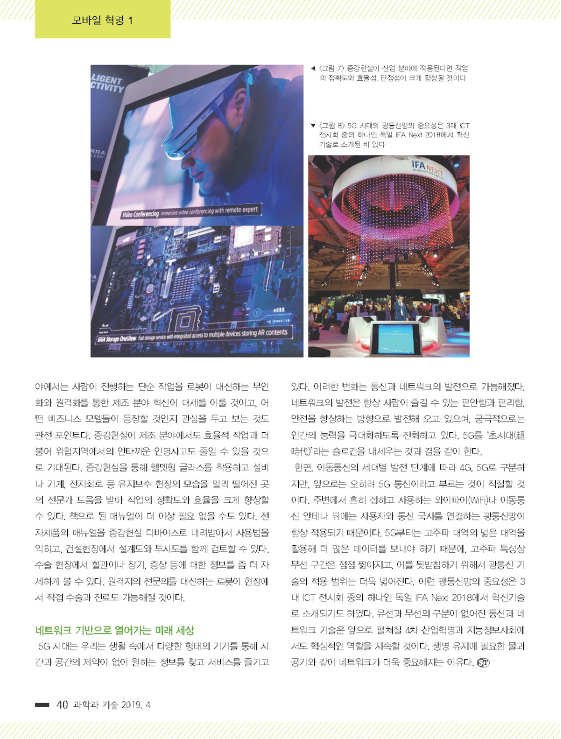 모바일 혁명 1
◀ 〈그림 7〉 증강현실이 산업 분야에 적용된다면 작업
의 정확도와 효율성, 안정성이 크게 향상될 것이다
▼ 〈그림 8〉 5G 시대의 광통신망의 중요성은 3대 ICT
전시회 중의 하나인 독일 IFA Next 2018에서 혁신
기술로 소개된 바 있다
LIGENT
CTIVITY
Video Conferencing Immersed video conferencing with remote expert
GiGA Storage OneView Fast storage service with integrated access to multiple devices storing AR contents
IFA NEXT
야에서는 사람이 진행하는 단순 작업을 로봇이 대신하는 무인
화와 원격화를 통한 제조 분야 혁신이 대세를 이룰 것이고, 어
떤 비즈니스 모델들이 등장할 것인지 관심을 두고 보는 것도
관전 포인트다. 증강현실이 제조 분야에서도 효율적 작업과 더
불어 위험지역에서의 안타까운 인명사고도 줄일 수 있을 것으
로 기대된다. 증강현실을 통해 헬멧형 글라스를 착용하고 설비
나 기계, 전자회로 등 유지보수 현장의 모습을 멀리 떨어진 곳
의 전문가 도움을 받아 작업의 정확도와 효율을 크게 향상할
수 있다. 책으로 된 매뉴얼이 더 이상 필요 없을 수도 있다. 전
자제품의 매뉴얼을 증강현실 디바이스로 내려받아서 사용법을
익히고, 건설현장에서 설계도와 투시도를 함께 검토할 수 있다.
수술 현장에서 혈관이나 장기, 증상 등에 대한 정보를 좀 더 자
세하게 볼 수 있다. 원격지의 전문의를 대신하는 로봇이 현장에
서 직접 수술과 진료도 가능해질 것이다.
네트워크 기반으로 열어가는 미래 세상
5G 시대는 우리는 생활 속에서 다양한 형태의 기기를 통해 시
간과 공간의 제약이 없이 원하는 정보를 찾고 서비스를 즐기고
있다. 이러한 변화는 통신과 네트워크의 발전으로 가능해졌다.
네트워크의 발전은 항상 사람이 즐길 수 있는 편안함과 편리함,
안전을 향상하는 방향으로 발전해 오고 있으며, 궁극적으로는
인간의 능력을 극대화하도록 진화하고 있다. 5G를 '초시대(超
時代)'라는 슬로건을 내세우는 것과 결을 같이 한다.
한편, 이동통신의 세대별 발전 단계에 따라 4G, 5G로 구분하
지만, 앞으로는 오히려 5G 통신이라고 부르는 것이 적절할 것
이다. 주변에서 흔히 접하고 사용하는 와이파이(WiFi)나 이동통
신 안테나 뒤에는 사용자와 통신 국사를 연결하는 광통신망이
항상 적용되기 때문이다. 5G부터는 고주파 대역의 넓은 대역을
활용해 더 많은 데이터를 보내야 하기 때문에, 고주파 특성상
무선 구간은 점점 짧아지고, 이를 뒷받침하기 위해서 광통신 기
술의 적용 범위는 더욱 넓어진다. 이런 광통신망의 중요성은 3
대 ICT 전시회 중의 하나인 독일 IFA Next 2018에서 혁신기술
로 소개되기도 하였다. 유선과 무선의 구분이 없어진 통신과 네
트워크 기술은 앞으로 펼쳐질 4차 산업혁명과 지능정보사회에
서도 핵심적인 역할을 지속할 것이다. 생명 유지에 필요한 물과
공기와 같이 네트워크가 더욱 중요해지는 이유다.
40 과학과 기술 2019. 4